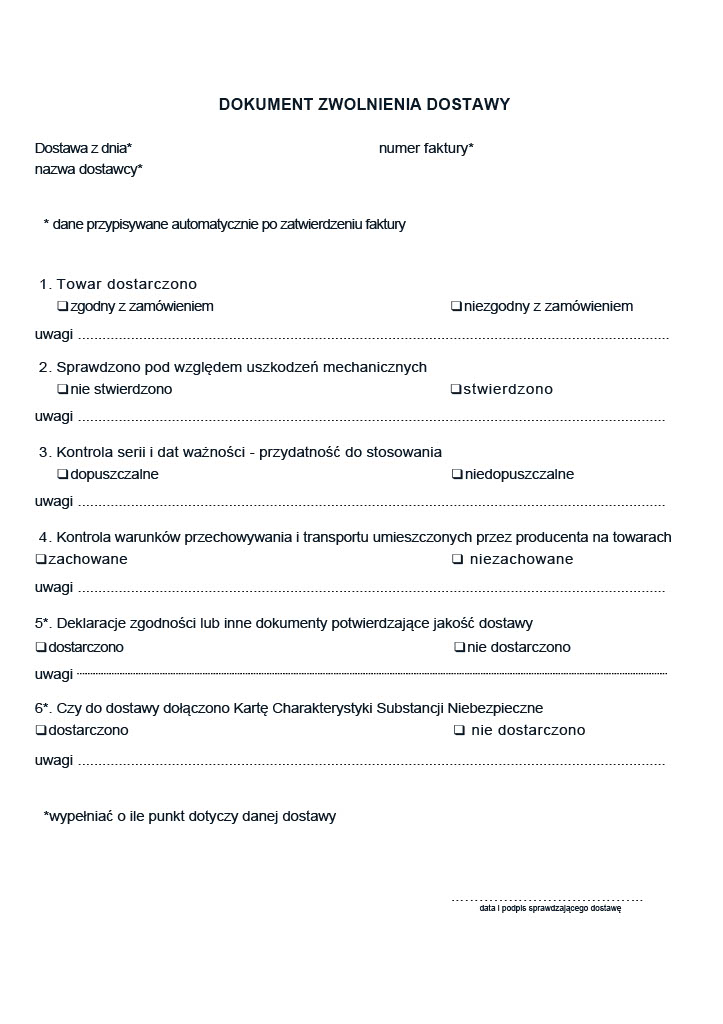 DOKUMENT ZWOLNIENIA DOSTAWY
Dostawa z dnia* numer faktury*
nazwa dostawcy*
* dane przypisywane automatycznie po zatwierdzeniu faktury
1. Towar dostarczono
❑zgodny z zamówieniem ❑niezgodny z zamówieniem
uwagi ....................................................................................
2. Sprawdzono pod względem uszkodzeń mechanicznych
❑nie stwierdzono ❑stwierdzono
uwagi ....................................................................................
3. Kontrola serii i dat ważności - przydatność do stosowania
❑dopuszczalne ❑niedopuszczalne
uwagi ....................................................................................
4. Kontrola warunków przechowywania i transportu umieszczonych przez producenta na towarach
❑zachowane ❑ niezachowane
uwagi ....................................................................................
5*. Deklaracje zgodności lub inne dokumenty potwierdzające jakość dostawy
❑dostarczono ❑nie dostarczono
uwagi ....................................................................................
6*. Czy do dostawy dołączono Kartę Charakterystyki Substancji Niebezpieczne
❑dostarczono ❑ nie dostarczono
uwagi ....................................................................................
*wypełniać o ile punkt dotyczy danej dostawy
..........................................
data i podpis sprawdzającego dostawę